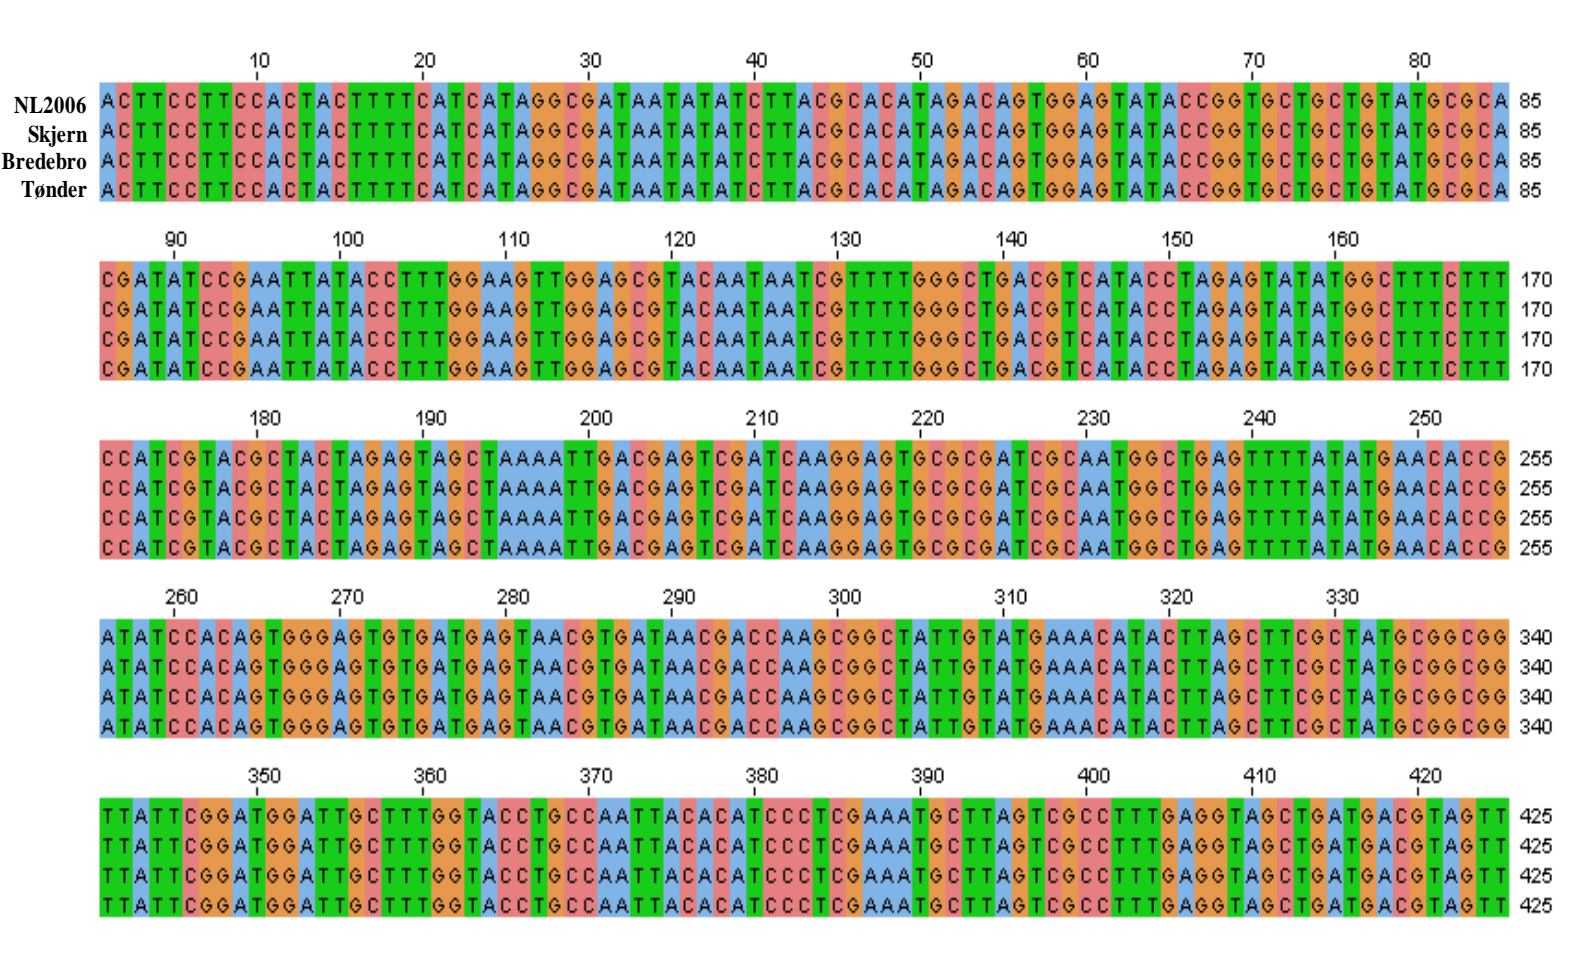 10 20 30 40 50 60 70 80
NL2006 ACTTCCTTCCACTACTTTTCATCATAGGCGATAATATATCTTACGCACATAGACAGTGGAGTATACCGGTGCTGCTGTATGCGCA 85
Skjern ACTTCCTTCCACTACTTTTCATCATAGGCGATAATATATCTTACGCACATAGACAGTGGAGTATACCGGTGCTGCTGTATGCGCA 85
Bredebro ACTTCCTTCCACTACTTTTCATCATAGGCGATAATATATCTTACGCACATAGACAGTGGAGTATACCGGTGCTGCTGTATGCGCA 85
Tønder ACTTCCTTCCACTACTTTTCATCATAGGCGATAATATATCTTACGCACATAGACAGTGGAGTATACCGGTGCTGCTGTATGCGCA 85
90 100 110 120 130 140 150 160
CGATATCCGAATTATACCTTTGGAAGTTGGAGCGTACAATAATCGTTTTGGGCTGACGTCATACCTAGAGTATATGGCTTTCTTT 170
CGATATCCGAATTATACCTTTGGAAGTTGGAGCGTACAATAATCGTTTTGGGCTGACGTCATACCTAGAGTATATGGCTTTCTTT 170
CGATATCCGAATTATACCTTTGGAAGTTGGAGCGTACAATAATCGTTTTGGGCTGACGTCATACCTAGAGTATATGGCTTTCTTT 170
CGATATCCGAATTATACCTTTGGAAGTTGGAGCGTACAATAATCGTTTTGGGCTGACGTCATACCTAGAGTATATGGCTTTCTTT 170
180 190 200 210 220 230 240 250
CCATCGTACGCTACTAGAGTAGCTAAAATTGACGAGTCGATCAAGGAGTGCGCGATCGCAATGGCTGAGTTTTATATGAACACCG 255
CCATCGTACGCTACTAGAGTAGCTAAAATTGACGAGTCGATCAAGGAGTGCGCGATCGCAATGGCTGAGTTTTATATGAACACCG 255
CCATCGTACGCTACTAGAGTAGCTAAAATTGACGAGTCGATCAAGGAGTGCGCGATCGCAATGGCTGAGTTTTATATGAACACCG 255
CCATCGTACGCTACTAGAGTAGCTAAAATTGACGAGTCGATCAAGGAGTGCGCGATCGCAATGGCTGAGTTTTATATGAACACCG 255
260 270 280 290 300 310 320 330
ATATCCACAGTGGGAGTGTGATGAGTAACGTGATAACGACCAAGCGGCTATTGTATGAAACATACTTAGCTTCGCTATGCGGCGG 340
ATATCCACAGTGGGAGTGTGATGAGTAACGTGATAACGACCAAGCGGCTATTGTATGAAACATACTTAGCTTCGCTATGCGGCGG 340
ATATCCACAGTGGGAGTGTGATGAGTAACGTGATAACGACCAAGCGGCTATTGTATGAAACATACTTAGCTTCGCTATGCGGCGG 340
ATATCCACAGTGGGAGTGTGATGAGTAACGTGATAACGACCAAGCGGCTATTGTATGAAACATACTTAGCTTCGCTATGCGGCGG 340
350 360 370 380 390 400 410 420
TTATTCGGATGGATTGCTTTGGTACCTGCCAATTACACATCCCTCGAAATGCTTAGTCGCCTTTGAGGTAGCTGATGACGTAGTT 425
TTATTCGGATGGATTGCTTTGGTACCTGCCAATTACACATCCCTCGAAATGCTTAGTCGCCTTTGAGGTAGCTGATGACGTAGTT 425
TTATTCGGATGGATTGCTTTGGTACCTGCCAATTACACATCCCTCGAAATGCTTAGTCGCCTTTGAGGTAGCTGATGACGTAGTT 425
TTATTCGGATGGATTGCTTTGGTACCTGCCAATTACACATCCCTCGAAATGCTTAGTCGCCTTTGAGGTAGCTGATGACGTAGTT 425